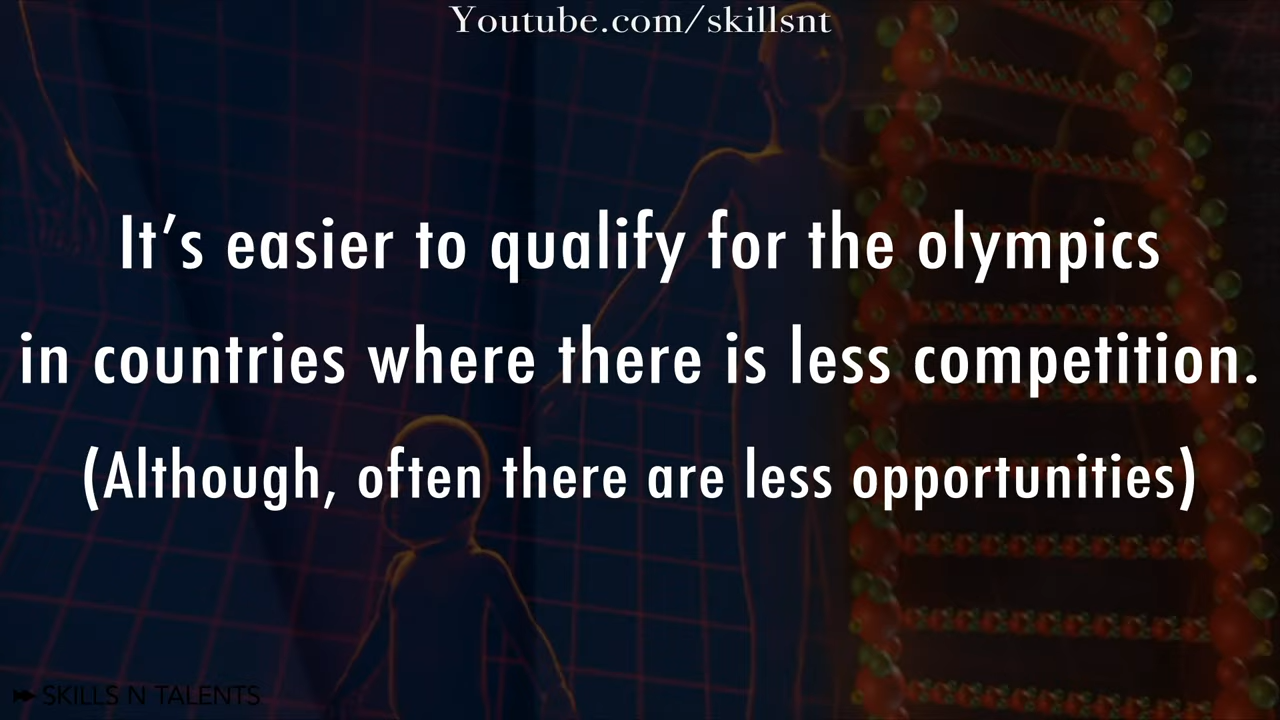 Youtube.com/skillsnt
It’s easier to qualify for the olympics
in countries where there is less competition.
(Although, often there are less opportunities)
SKILLS N TALENTS